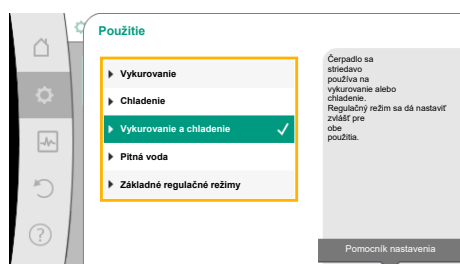 Použitie
Vykurovanie
Chladenie
Vykurovanie a chladenie
Pitná voda
Základné regulačné režimy
Čerpadlo sa
striedavo
používa na
vykurovanie alebo
chladenie.
Regulačný režim sa dá nastaviť
zvlášť pre
obe
použitia.
Pomocník nastavenia